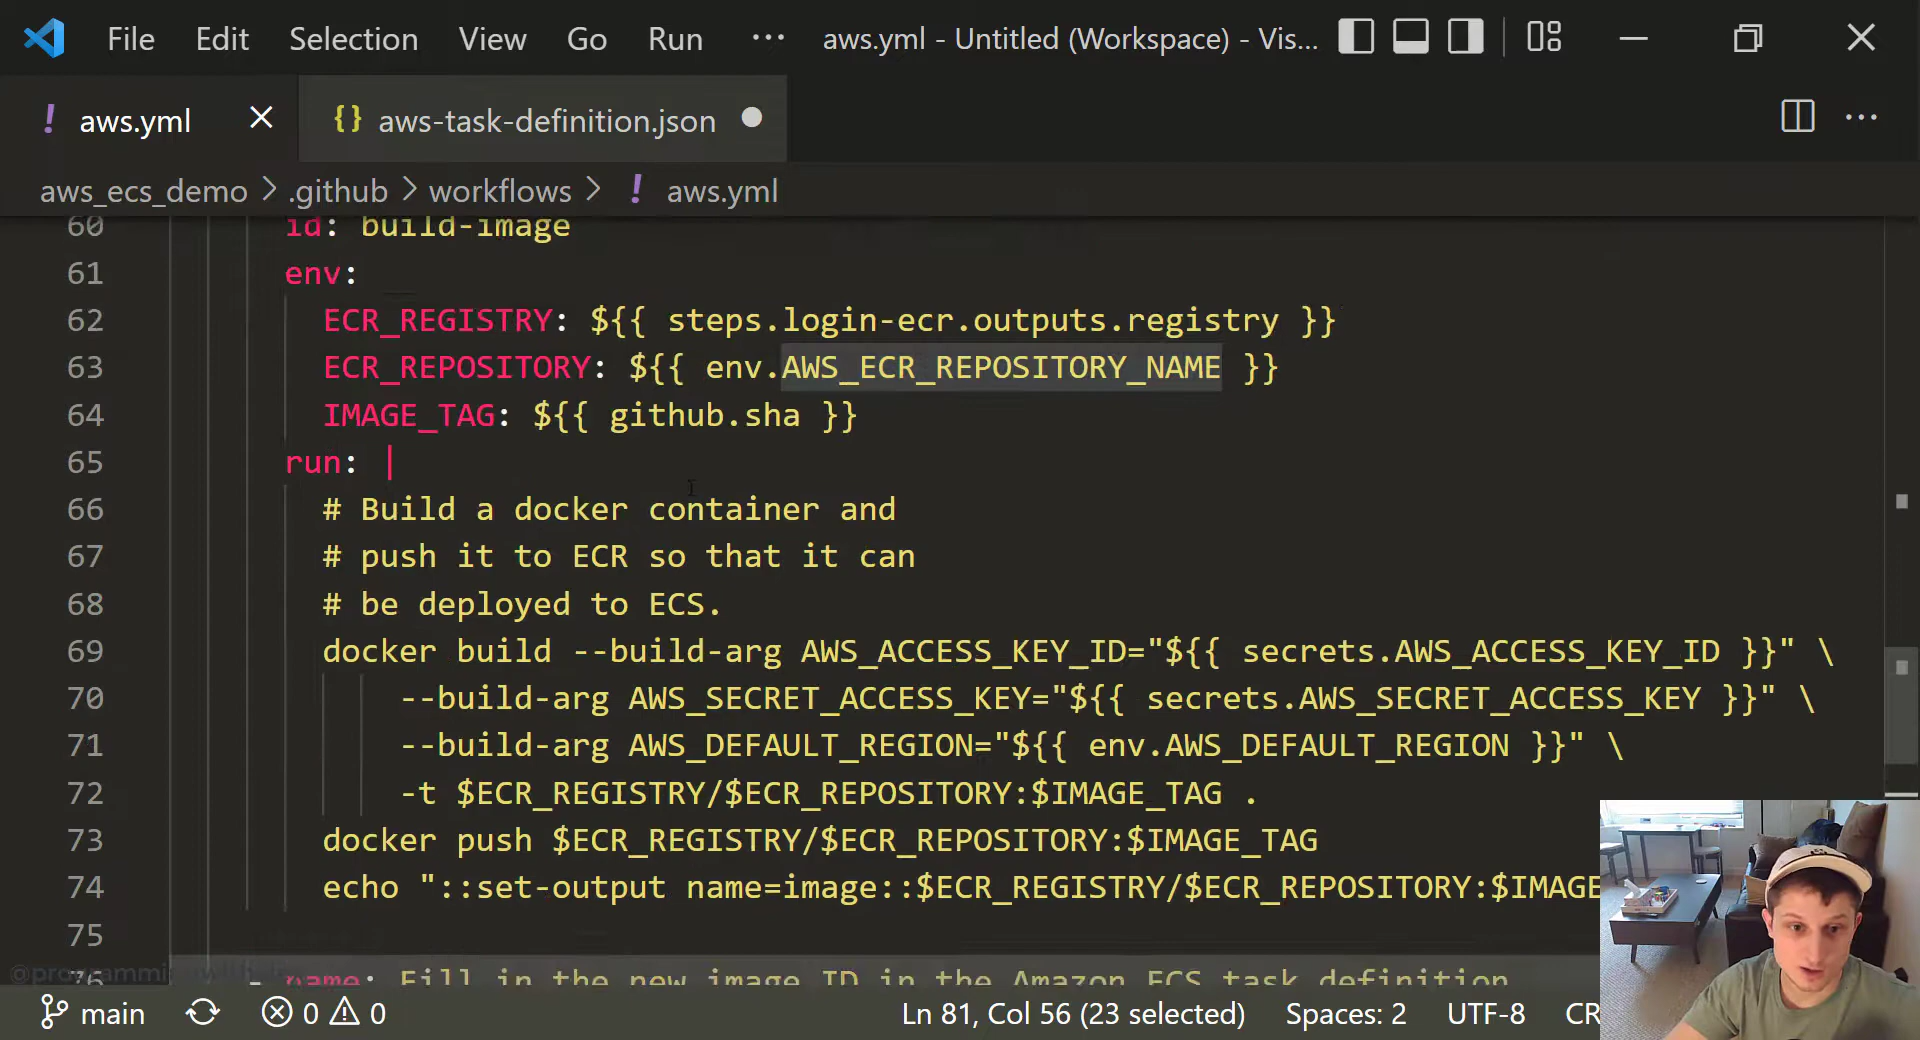 File Edit Selection View Go Run ··· aws.yml - Untitled (Workspace) - Vis...
! aws.yml {} aws-task-definition.json
aws_ecs_demo > .github > workflows > ! aws.yml
60 id: build-image
61 env:
62 ECR_REGISTRY: ${{ steps.login-ecr.outputs.registry }}
63 ECR_REPOSITORY: ${{ env.AWS_ECR_REPOSITORY_NAME }}
64 IMAGE_TAG: ${{ github.sha }}
65 run: |
66 # Build a docker container and
67 # push it to ECR so that it can
68 # be deployed to ECS.
69 docker build --build-arg AWS_ACCESS_KEY_ID="${{ secrets.AWS_ACCESS_KEY_ID }}" \
70 --build-arg AWS_SECRET_ACCESS_KEY="${{ secrets.AWS_SECRET_ACCESS_KEY }}" \
71 --build-arg AWS_DEFAULT_REGION="${{ env.AWS_DEFAULT_REGION }}" \
72 -t $ECR_REGISTRY/$ECR_REPOSITORY:$IMAGE_TAG .
73 docker push $ECR_REGISTRY/$ECR_REPOSITORY:$IMAGE_TAG
74 echo "::set-output name=image::$ECR_REGISTRY/$ECR_REPOSITORY:$IMAGE
75
76 - name: Fill in the new image ID in the Amazon ECS task definition
main 0 0 Ln 81, Col 56 (23 selected) Spaces: 2 UTF-8 CR